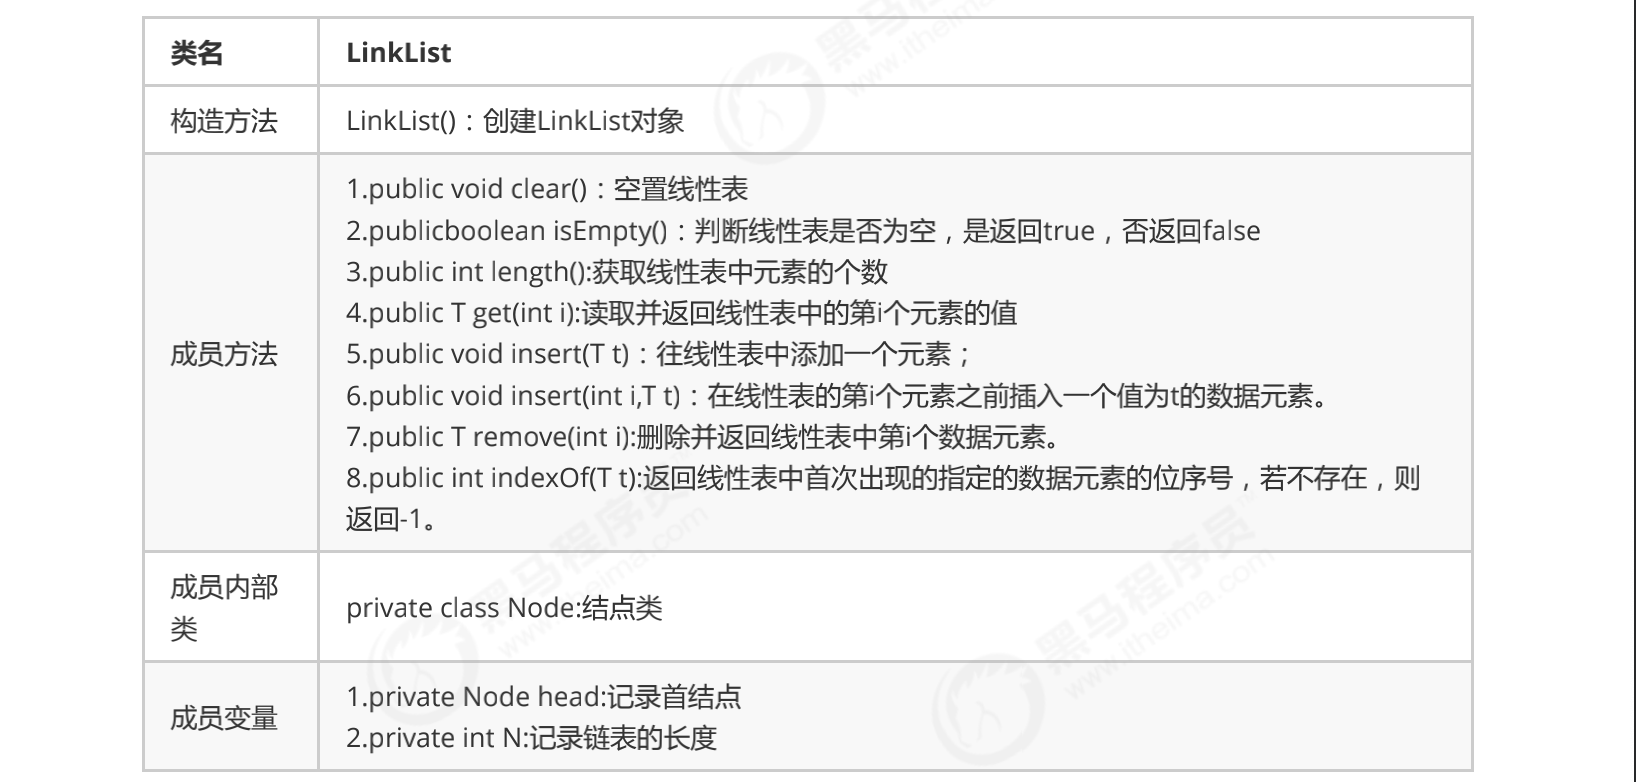 类名 LinkList
构造方法 LinkList()：创建LinkList对象
成员方法
1.public void clear()：空置线性表
2.publicboolean isEmpty()：判断线性表是否为空，是返回true，否返回false
3.public int length():获取线性表中元素的个数
4.public T get(int i):读取并返回线性表中的第i个元素的值
5.public void insert(T t)：往线性表中添加一个元素；
6.public void insert(int i,T t)：在线性表的第i个元素之前插入一个值为t的数据元素。
7.public T remove(int i):删除并返回线性表中第i个数据元素。
8.public int indexOf(T t):返回线性表中首次出现的指定的数据元素的位序号，若不存在，则
返回-1。
成员内部
类
private class Node:结点类
成员变量
1.private Node head:记录首结点
2.private int N:记录链表的长度
黑马程序员
www.itheima.com
黑马程序员
www.itheima.com